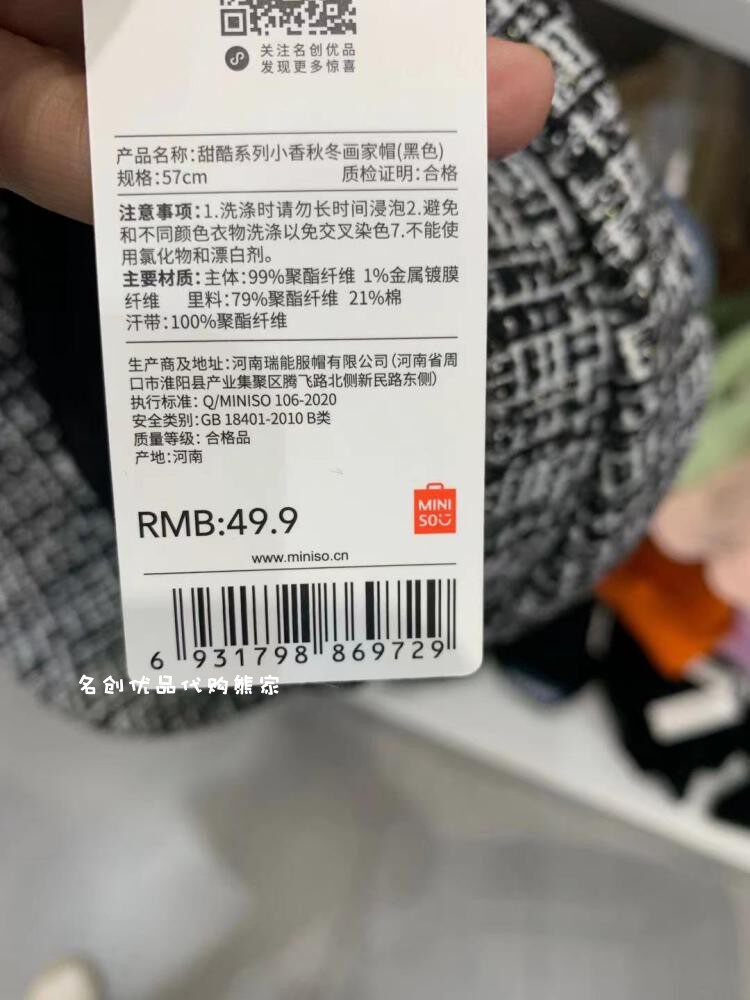 关注名创优品
发现更多惊喜
产品名称:甜酷系列小香秋冬画家帽(黑色)
规格:57cm 质检证明:合格
注意事项:1.洗涤时请勿长时间浸泡2.避免
和不同颜色衣物洗涤以免交叉染色7.不能使
用氯化物和漂白剂。
主要材质:主体:99%聚酯纤维 1%金属镀膜
纤维 里料:79%聚酯纤维 21%棉
汗带:100%聚酯纤维
生产商及地址:河南瑞能服帽有限公司(河南省周
口市淮阳县产业集聚区腾飞路北侧新民路东侧)
执行标准: Q/MINISO 106-2020
安全类别:GB 18401-2010 B类
质量等级: 合格品
产地:河南
RMB:49.9
MINI
SO
www.miniso.cn
6 931798 869729
名创优品代购熊家